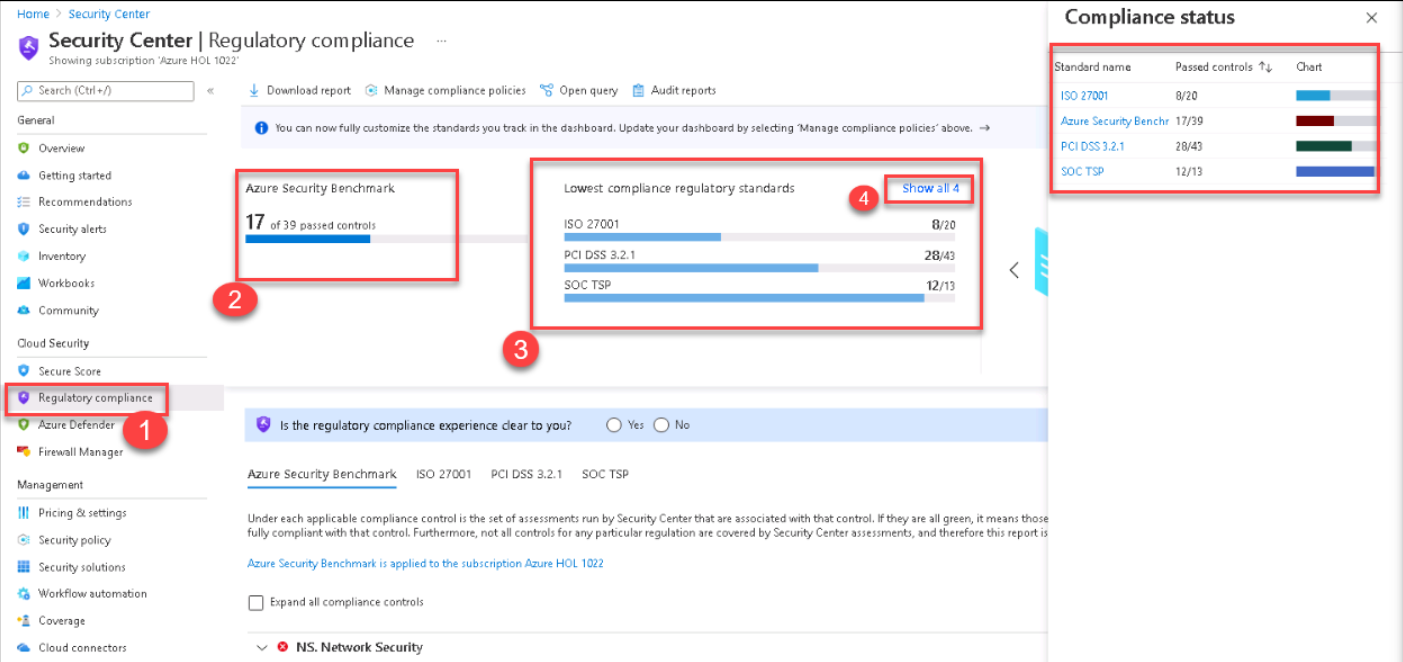 Home > Security Center
Security Center | Regulatory compliance ...
Showing subscription 'Azure HOL 1022'
Search (Ctrl+/) «
General
Overview
Getting started
Recommendations
Security alerts
Inventory
Workbooks
Community
Cloud Security
Secure Score
Regulatory compliance
1
Azure Defender
Firewall Manager
Management
Pricing & settings
Security policy
Security solutions
Workflow automation
Coverage
Cloud connectors
Download report Manage compliance policies Open query Audit reports
You can now fully customize the standards you track in the dashboard. Update your dashboard by selecting 'Manage compliance policies' above. →
Azure Security Benchmark
17 of 39 passed controls
2
Lowest compliance regulatory standards 4 Show all 4
ISO 27001 8/20
PCI DSS 3.2.1 28/43
SOC TSP 12/13
3
Is the regulatory compliance experience clear to you? Yes No
Azure Security Benchmark ISO 27001 PCI DSS 3.2.1 SOC TSP
Under each applicable compliance control is the set of assessments run by Security Center that are associated with that control. If they are all green, it means those
fully compliant with that control. Furthermore, not all controls for any particular regulation are covered by Security Center assessments, and therefore this report is
Azure Security Benchmark is applied to the subscription Azure HOL 1022
Expand all compliance controls
NS. Network Security
Compliance status ×
Standard name Passed controls ↑↓ Chart
ISO 27001 8/20
Azure Security Benchr 17/39
PCI DSS 3.2.1 28/43
SOC TSP 12/13